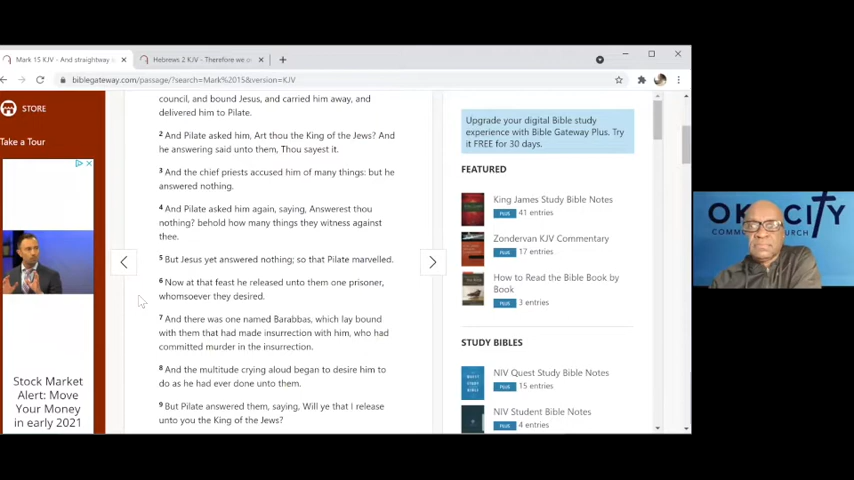 Mark 15 KJV - And straightway
Hebrews 2 KJV - Therefore we
biblegateway.com/passage/?search=Mark%2015&version=KJV
STORE
Take a Tour
Stock Market
Alert: Move
Your Money
in early 2021
council, and bound Jesus, and carried him away, and
delivered him to Pilate.
2 And Pilate asked him, Art thou the King of the Jews? And
he answering said unto them, Thou sayest it.
3 And the chief priests accused him of many things: but he
answered nothing.
4 And Pilate asked him again, saying, Answerest thou
nothing? behold how many things they witness against
thee.
5 But Jesus yet answered nothing; so that Pilate marvelled.
6 Now at that feast he released unto them one prisoner,
whomsoever they desired.
7 And there was one named Barabbas, which lay bound
with them that had made insurrection with him, who had
committed murder in the insurrection.
8 And the multitude crying aloud began to desire him to
do as he had ever done unto them.
9 But Pilate answered them, saying, Will ye that I release
unto you the King of the Jews?
Upgrade your digital Bible study
experience with Bible Gateway Plus. Try
it FREE for 30 days.
FEATURED
King James Study Bible Notes
PLUS 41 entries
Zondervan KJV Commentary
PLUS 17 entries
How to Read the Bible Book by
Book
PLUS 3 entries
STUDY BIBLES
NIV Quest Study Bible Notes
PLUS 15 entries
NIV Student Bible Notes
PLUS 4 entries
CITY